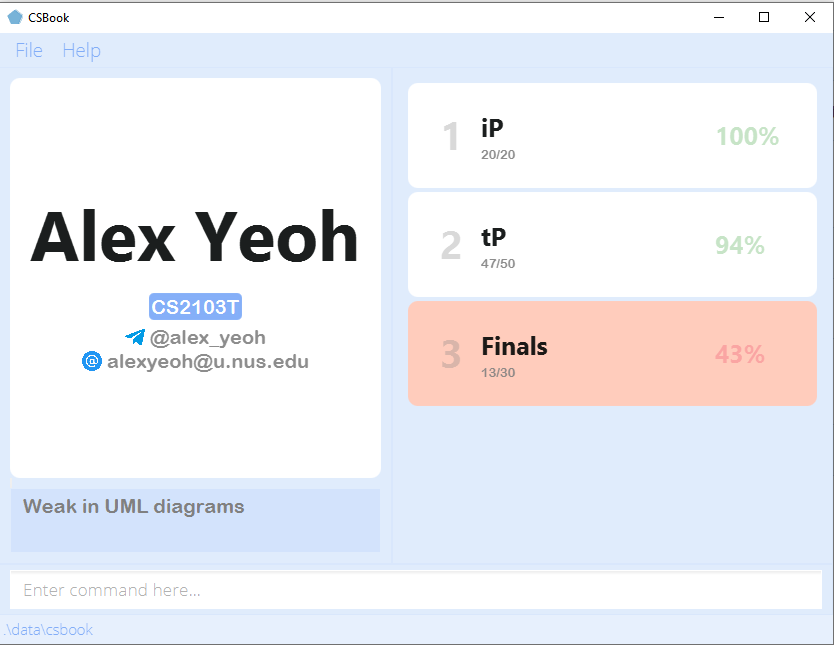 CSBook
File Help
Alex Yeoh
CS2103T
@alex_yeoh
@ alexyeoh@u.nus.edu
Weak in UML diagrams
1 iP 100%
20/20
2 tP 94%
47/50
3 Finals 43%
13/30
Enter command here...
.\data\csbook